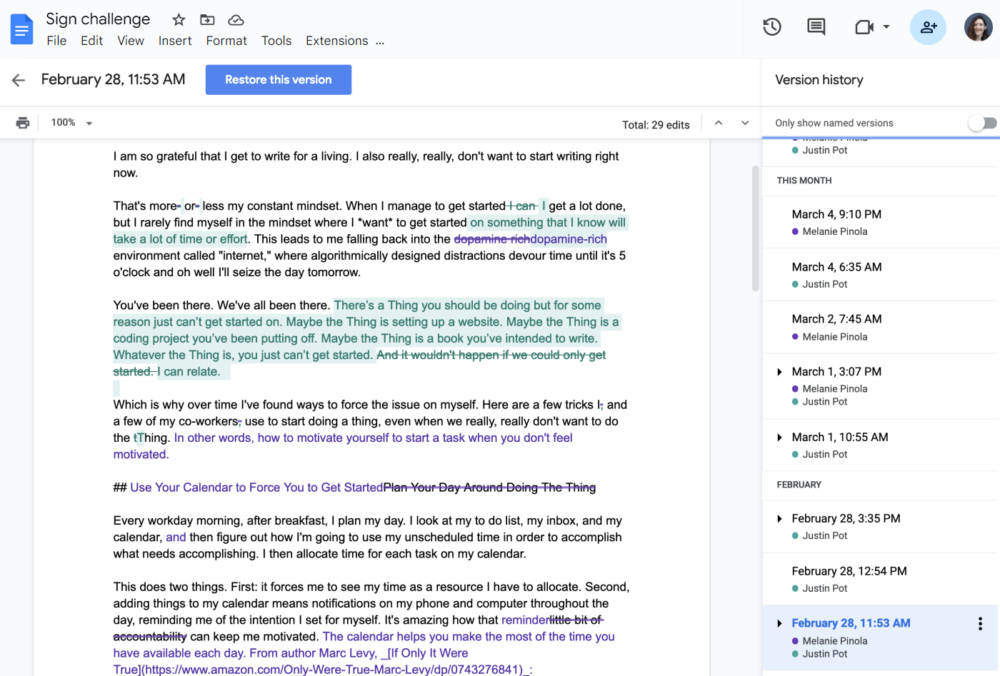 Sign challenge
File Edit View Insert Format Tools Extensions ...
February 28, 11:53 AM Restore this version
100% Total: 29 edits
I am so grateful that I get to write for a living. I also really, really, don't want to start writing right
now.
That's more- or- less my constant mindset. When I manage to get started I can I get a lot done,
but I rarely find myself in the mindset where I *want* to get started on something that I know will
take a lot of time or effort. This leads to me falling back into the dopamine richdopamine-rich
environment called "internet," where algorithmically designed distractions devour time until it's 5
o'clock and oh well I'll seize the day tomorrow.
You've been there. We've all been there. There's a Thing you should be doing but for some
reason just can't get started on. Maybe the Thing is setting up a website. Maybe the Thing is a
coding project you've been putting off. Maybe the Thing is a book you've intended to write.
Whatever the Thing is, you just can't get started. And it wouldn't happen if we could only get
started. I can relate.
Which is why over time I've found ways to force the issue on myself. Here are a few tricks I, and
a few of my co-workers, use to start doing a thing, even when we really, really don't want to do
the tThing. In other words, how to motivate yourself to start a task when you don't feel
motivated.
## Use Your Calendar to Force You to Get StartedPlan Your Day Around Doing The Thing
Every workday morning, after breakfast, I plan my day. I look at my to do list, my inbox, and my
calendar, and then figure out how I'm going to use my unscheduled time in order to accomplish
what needs accomplishing. I then allocate time for each task on my calendar.
This does two things. First: it forces me to see my time as a resource I have to allocate. Second,
adding things to my calendar means notifications on my phone and computer throughout the
day, reminding me of the intention I set for myself. It's amazing how that reminderlittle bit of
accountability can keep me motivated. The calendar helps you make the most of the time you
have available each day. From author Marc Levy, _[If Only It Were
True](https://www.amazon.com/Only-Were-True-Marc-Levy/dp/0743276841)_:
Version history
Only show named versions
Melanie Pinola
Justin Pot
THIS MONTH
March 4, 9:10 PM
Melanie Pinola
March 4, 6:35 AM
Justin Pot
March 2, 7:45 AM
Melanie Pinola
March 1, 3:07 PM
Melanie Pinola
Justin Pot
March 1, 10:55 AM
Justin Pot
FEBRUARY
February 28, 3:35 PM
Justin Pot
February 28, 12:54 PM
Justin Pot
February 28, 11:53 AM
Melanie Pinola
Justin Pot